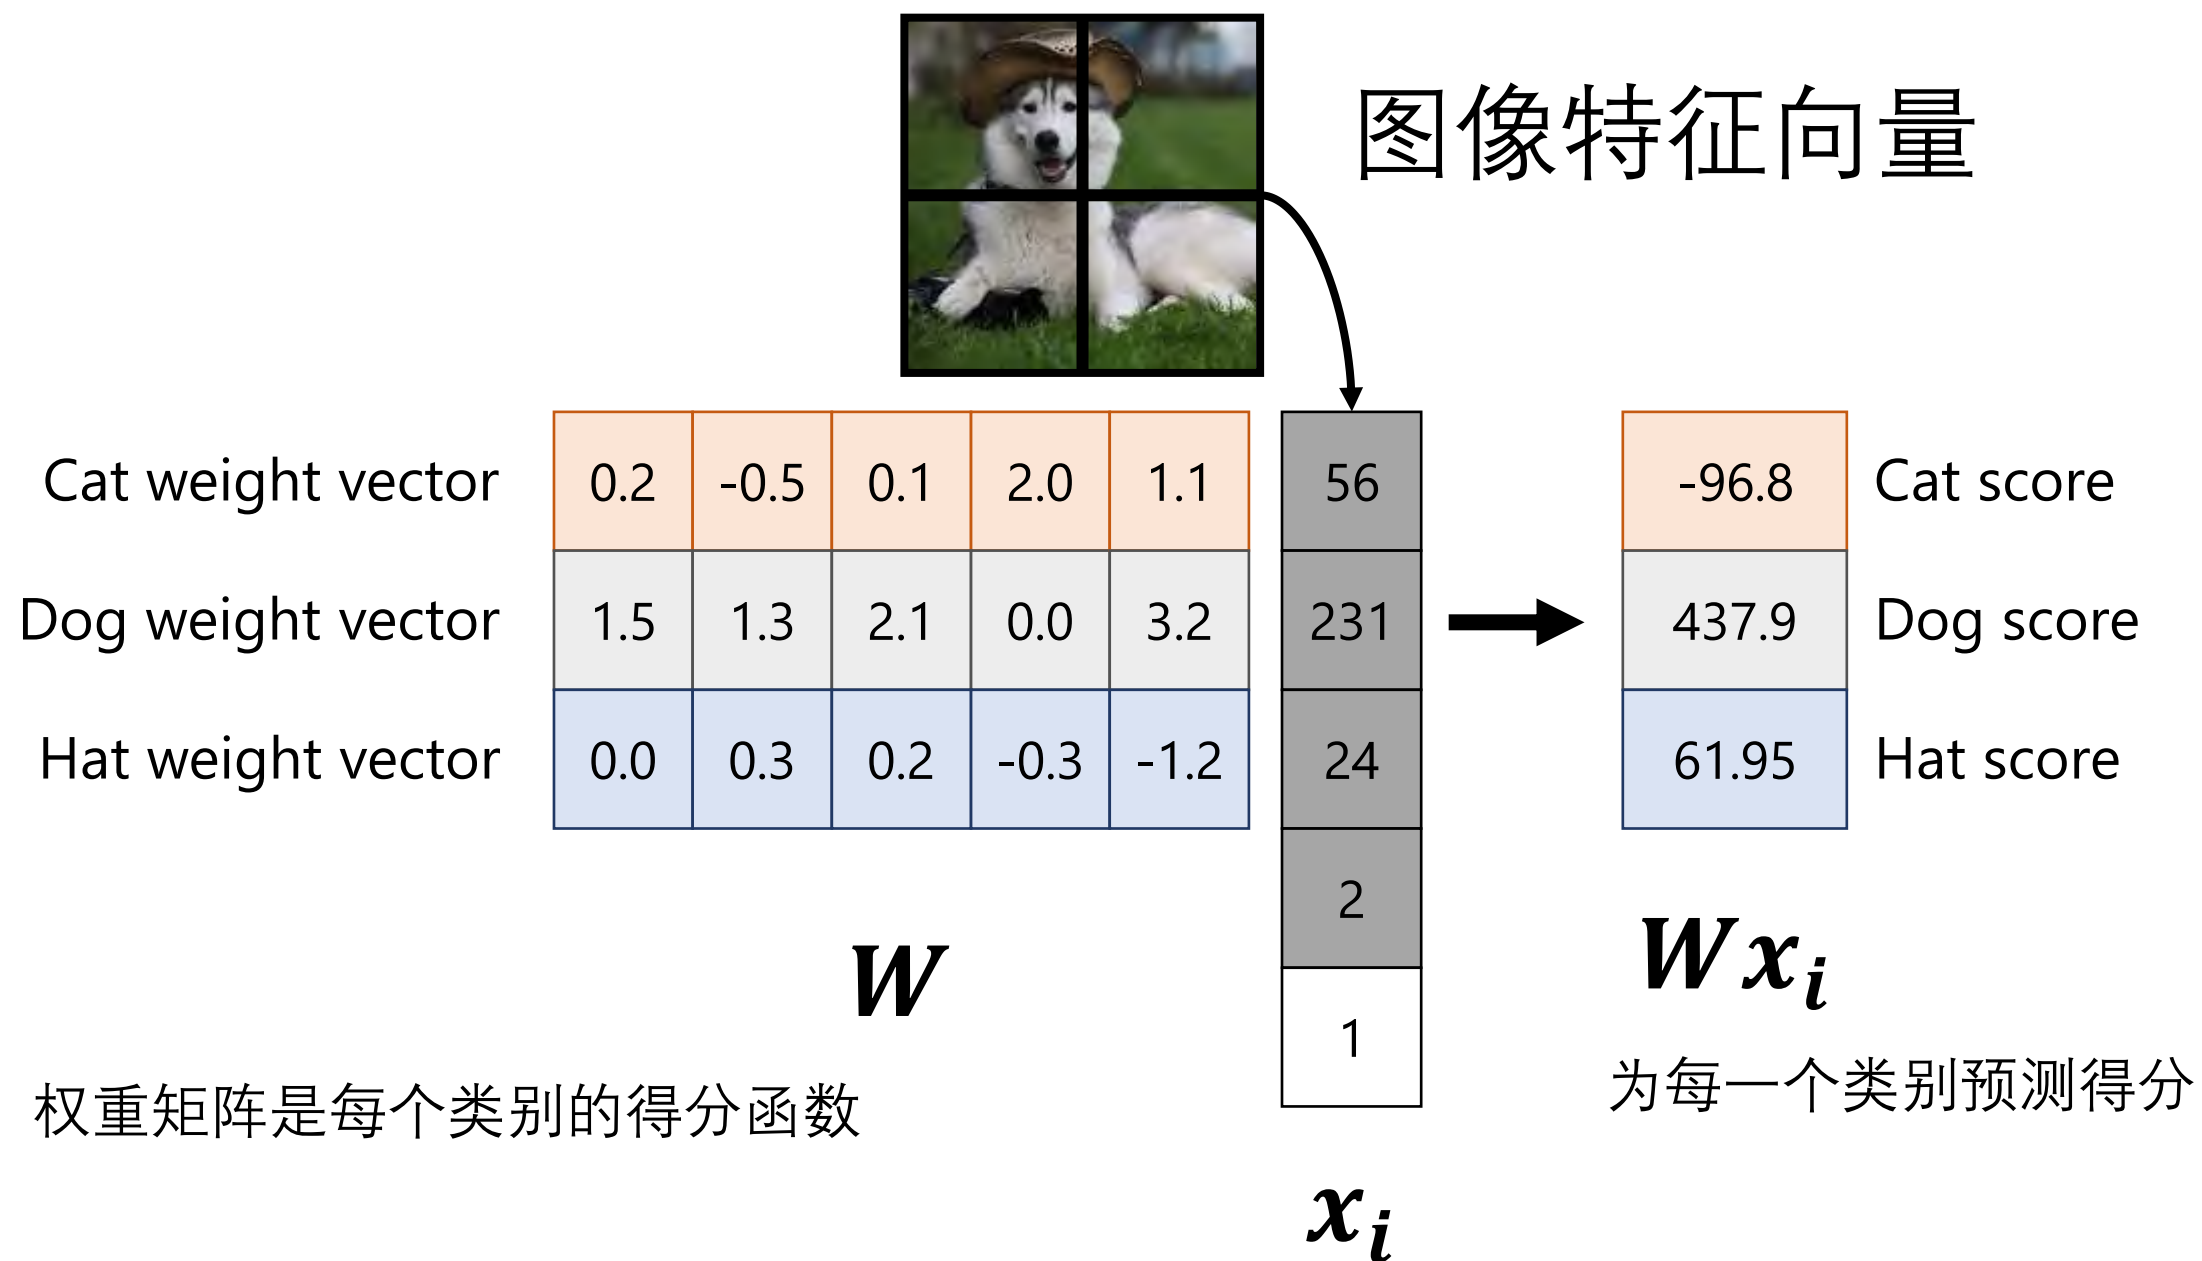 图像特征向量
Cat weight vector 0.2 -0.5 0.1 2.0 1.1 56 -96.8 Cat score
Dog weight vector 1.5 1.3 2.1 0.0 3.2 231 437.9 Dog score
Hat weight vector 0.0 0.3 0.2 -0.3 -1.2 24 61.95 Hat score
2
W
Wx_i
1
权重矩阵是每个类别的得分函数
为每一个类别预测得分
x_i